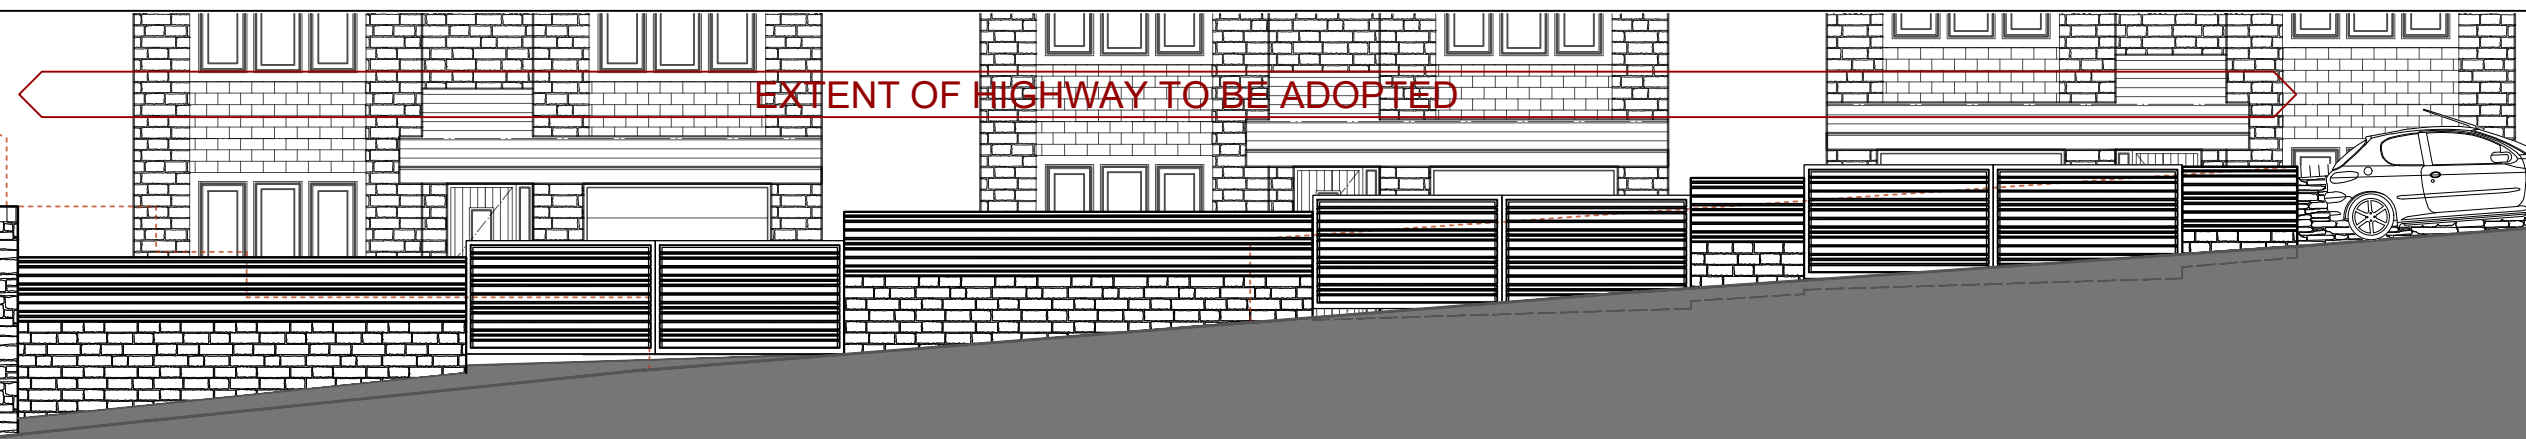 EXTENT OF HIGHWAY TO BE ADOPTED